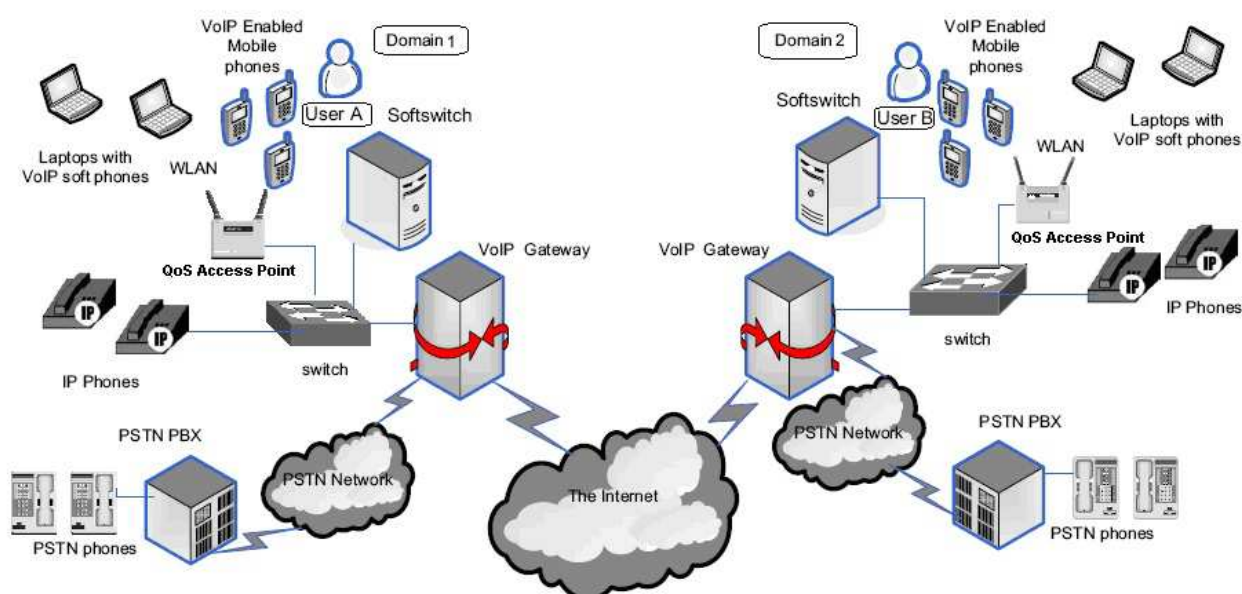 VoIP Enabled
Mobile
phones
Domain 1
User A
Softswitch
Laptops with
VoIP soft phones
WLAN
QoS Access Point
VoIP Gateway
IP
IP
IP Phones
switch
PSTN PBX
PSTN Network
PSTN phones
The Internet
Domain 2
VoIP Enabled
Mobile
phones
Softswitch
User B
Laptops with
VoIP soft phones
WLAN
QoS Access Point
VoIP Gateway
IP
IP
IP Phones
switch
PSTN Network
PSTN PBX
PSTN phones